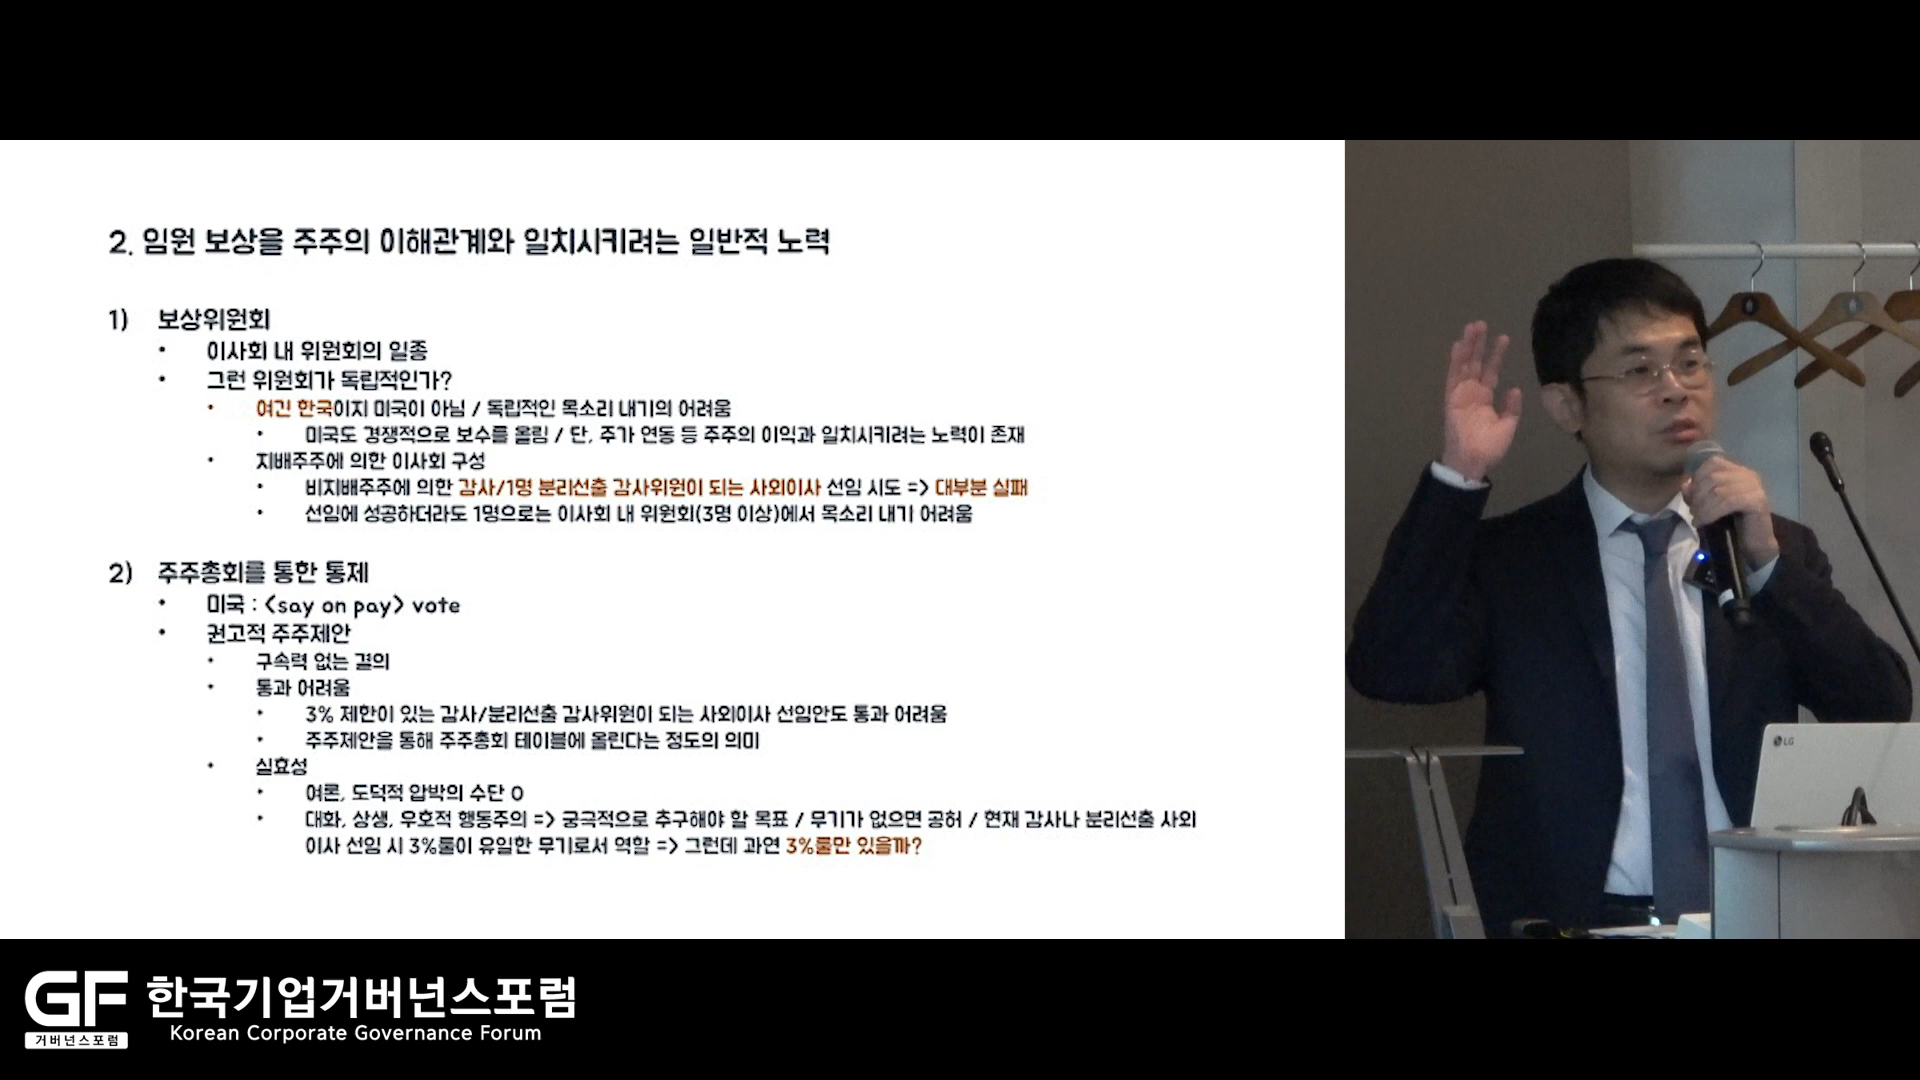 2. 임원 보상을 주주의 이해관계와 일치시키려는 일반적 노력
1) 보상위원회
• 이사회 내 위원회의 일종
• 그런 위원회가 독립적인가?
• 여긴 한국이지 미국이 아님 / 독립적인 목소리 내기의 어려움
• 미국도 경쟁적으로 보수를 올림 / 단, 주가 연동 등 주주의 이익과 일치시키려는 노력이 존재
• 지배주주에 의한 이사회 구성
• 비지배주주에 의한 감사/1명 분리선출 감사위원이 되는 사외이사 선임 시도 => 대부분 실패
• 선임에 성공하더라도 1명으로는 이사회 내 위원회(3명 이상)에서 목소리 내기 어려움
2) 주주총회를 통한 통제
• 미국 : <say on pay> vote
• 권고적 주주제안
• 구속력 없는 결의
• 통과 어려움
• 3% 제한이 있는 감사/분리선출 감사위원이 되는 사외이사 선임안도 통과 어려움
• 주주제안을 통해 주주총회 테이블에 올린다는 정도의 의미
• 실효성
• 여론, 도덕적 압박의 수단 O
• 대화, 상생, 우호적 행동주의 => 궁극적으로 추구해야 할 목표 / 무기가 없으면 공허 / 현재 감사나 분리선출 사외
이사 선임 시 3%룰이 유일한 무기로서 역할 => 그런데 과연 3%룰만 있을까?
LG
GF 한국기업거버넌스포럼
거버넌스포럼 Korean Corporate Governance Forum